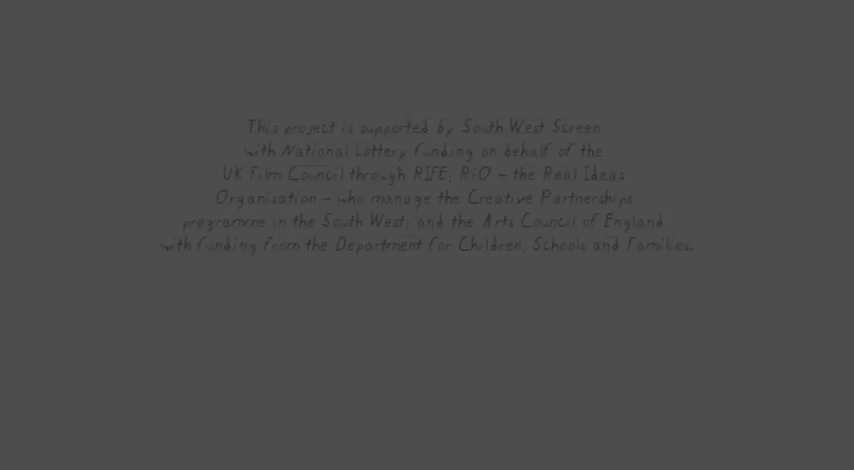 This project is supported by South West Screen
with National Lottery funding on behalf of the
UK Film Council through RIFE; RiO – the Real Ideas
Organisation – who manage the Creative Partnerships
programme in the South West; and the Arts Council of England
with funding from the Department for Children, Schools and Families.